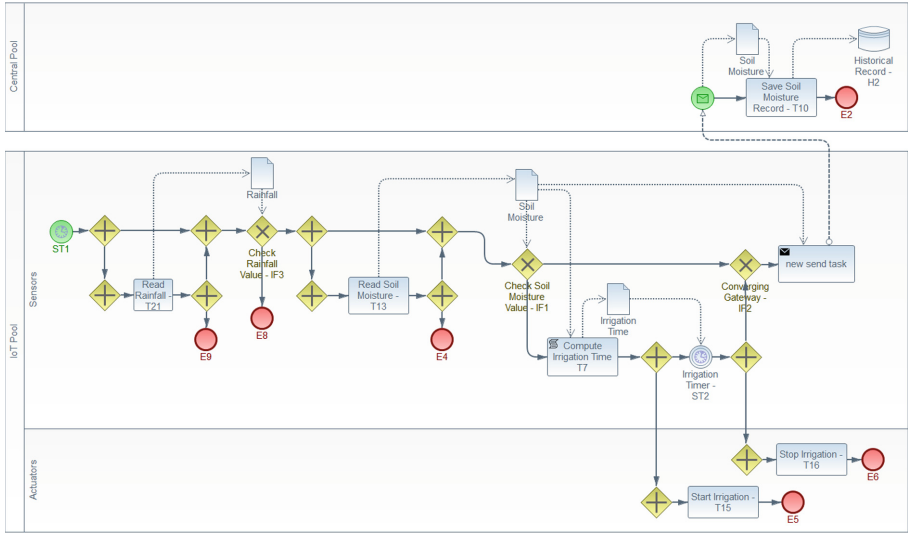 Central Pool
Soil
Moisture
Historical
Record -
H2
Save Soil
Moisture
Record - T10
E2
IoT Pool
Sensors
Rainfall
Soil
Moisture
ST1
Check
Rainfall
Value - IF3
Read
Rainfall -
T21
Read Soil
Moisture -
T13
Check Soil
Moisture
Value - IF1
Converging
Gateway -
IF2
new send task
E9
E8
E4
Irrigation
Time
Compute
Irrigation Time
T7
Irrigation
Timer -
ST2
Actuators
Stop Irrigation -
T16
E6
Start Irrigation -
T15
E5